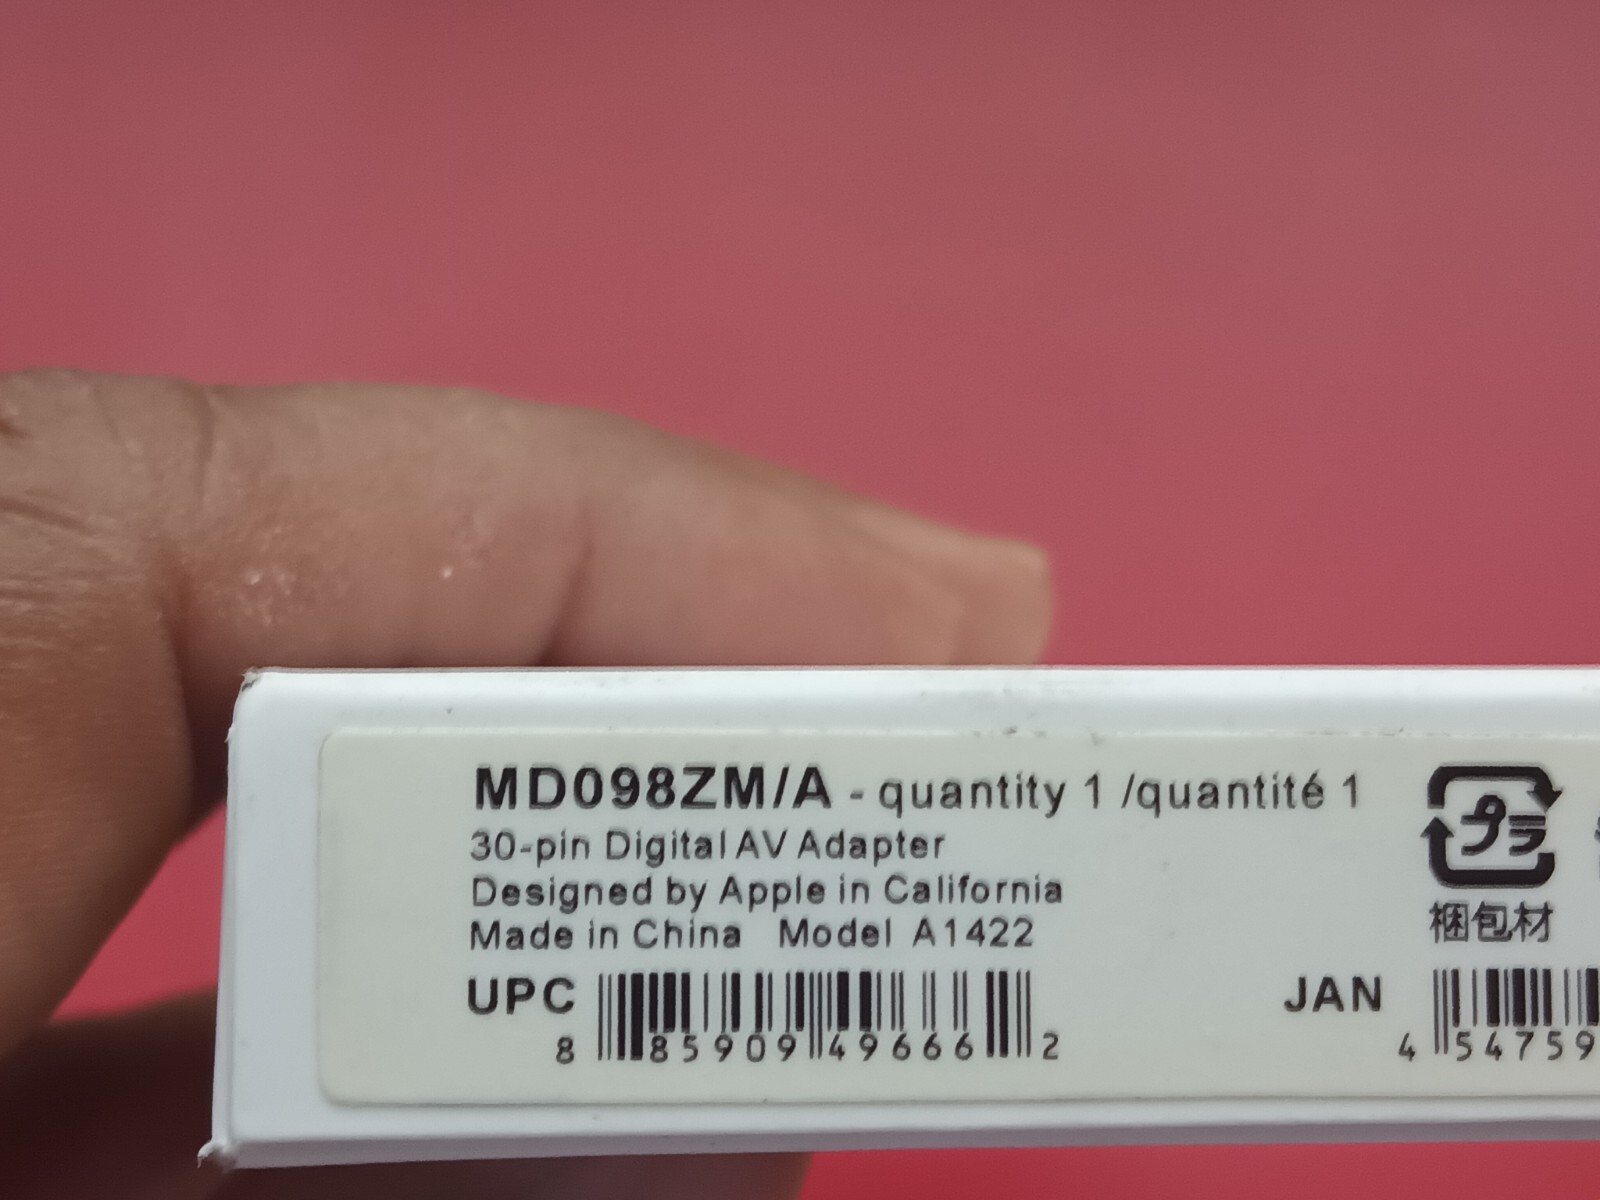 MD098ZM/A - quantity 1 /quantité 1
30-pin Digital AV Adapter
Designed by Apple in California
Made in China Model A1422
UPC
8 85909 49666 2
プラ
梱包材
JAN
4 54759